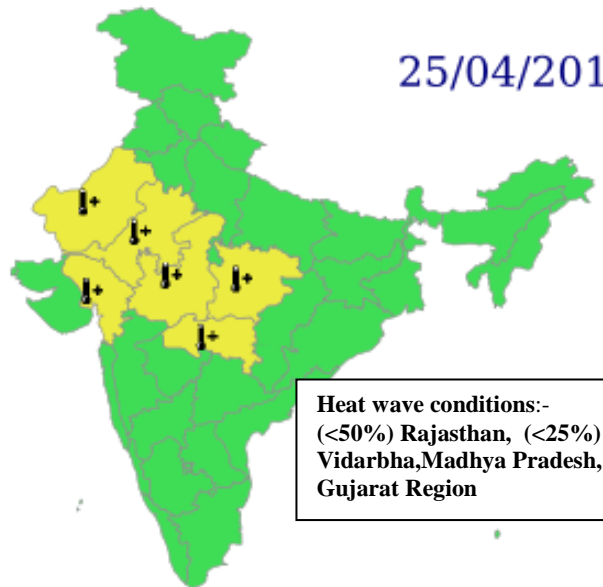 25/04/201
Heat wave conditions:-
(<50%) Rajasthan, (<25%)
Vidarbha,Madhya Pradesh,
Gujarat Region